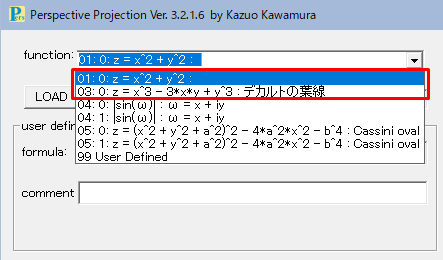 Perspective Projection Ver. 3.2.1.6 by Kazuo Kawamura
function: 01: 0: z = x^2 + y^2 :
01: 0: z = x^2 + y^2 :
03: 0: z = x^3 - 3*x*y + y^3 : デカルトの葉線
04: 0: |sin(ω)| : ω = x + iy
04: 1: |sin(ω)| : ω = x + iy
05: 0: z = (x^2 + y^2 + a^2)^2 - 4*a^2*x^2 - b^4 : Cassini oval
05: 1: z = (x^2 + y^2 + a^2)^2 - 4*a^2*x^2 - b^4 : Cassini oval
99 User Defined
LOAD
user defin
formula:
comment